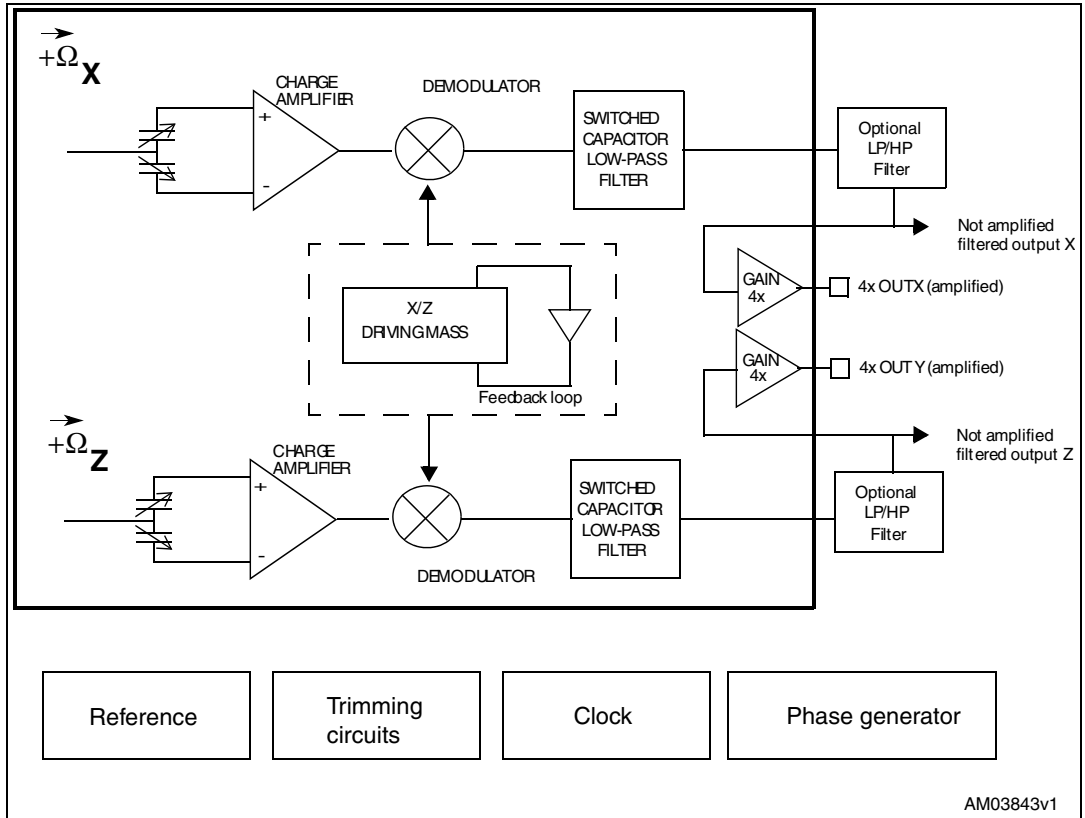 +Ω X
CHARGE
AMPLIFIER
+
-
DEMODULATOR
SWITCHED
CAPACITOR
LOW-PASS
FILTER
Optional
LP/HP
Filter
Not amplified
filtered output X
GAIN
4x
4x OUTX (amplified)
X/Z
DRIVING MASS
Feedback loop
GAIN
4x
4x OUTY (amplified)
Not amplified
filtered output Z
+Ω Z
CHARGE
AMPLIFIER
+
-
DEMODULATOR
SWITCHED
CAPACITOR
LOW-PASS
FILTER
Optional
LP/HP
Filter
Reference
Trimming
circuits
Clock
Phase generator
AM03843v1